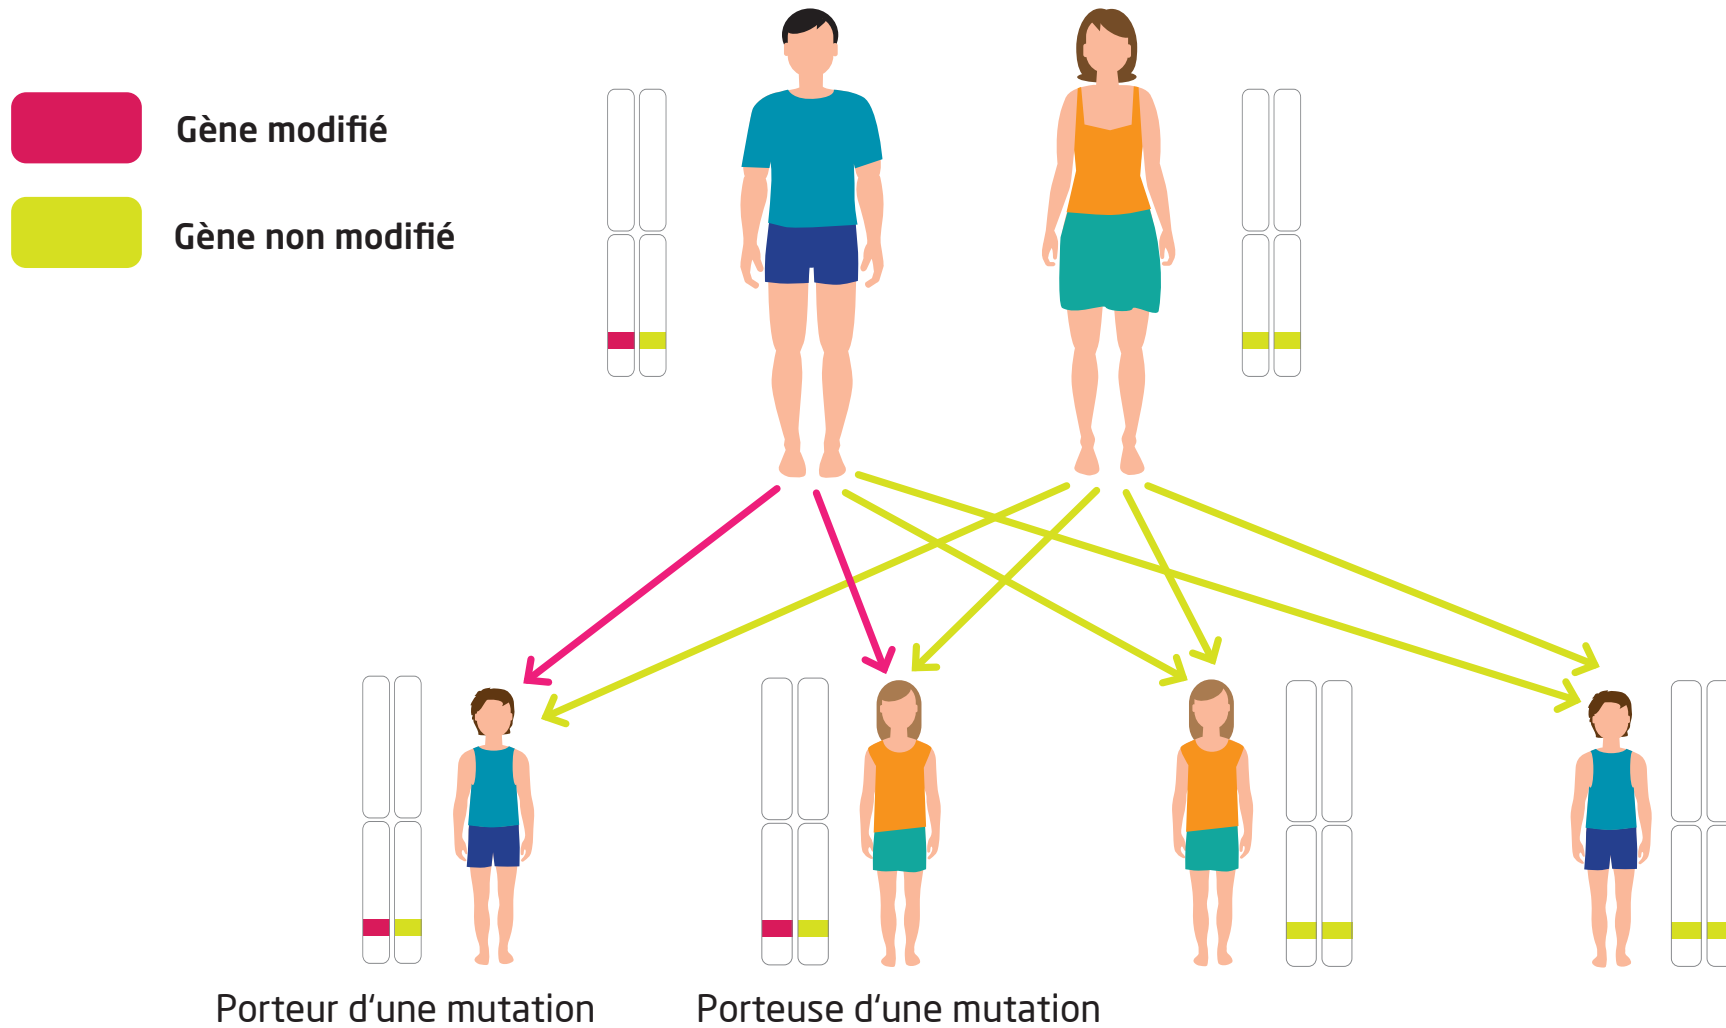 Gène modifié
Gène non modifié
Porteur d‘une mutation
Porteuse d‘une mutation